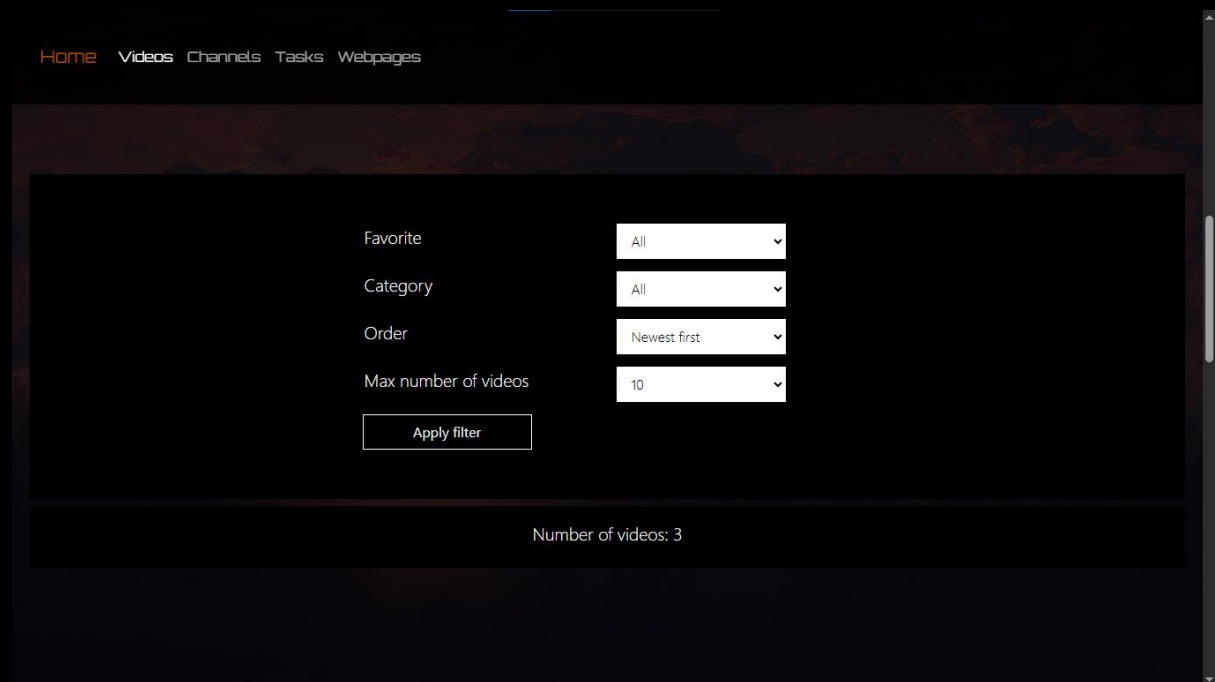 Home Videos Channels Tasks Webpages
Favorite All
Category All
Order Newest first
Max number of videos 10
Apply filter
Number of videos: 3